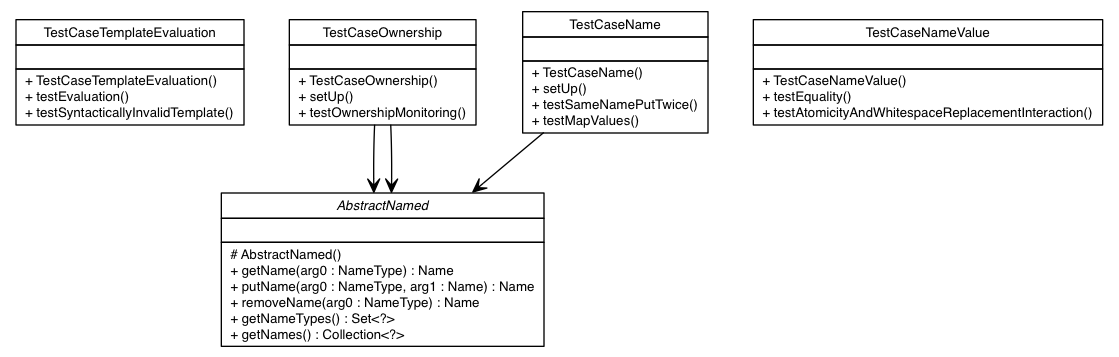 TestCaseTemplateEvaluation
+ TestCaseTemplateEvaluation()
+ testEvaluation()
+ testSyntacticallyInvalidTemplate()
TestCaseOwnership
+ TestCaseOwnership()
+ setUp()
+ testOwnershipMonitoring()
TestCaseName
+ TestCaseName()
+ setUp()
+ testSameNamePutTwice()
+ testMapValues()
TestCaseNameValue
+ TestCaseNameValue()
+ testEquality()
+ testAtomicityAndWhitespaceReplacementInteraction()
AbstractNamed
# AbstractNamed()
+ getName(arg0 : NameType) : Name
+ putName(arg0 : NameType, arg1 : Name) : Name
+ removeName(arg0 : NameType) : Name
+ getNameTypes() : Set<?>
+ getNames() : Collection<?>